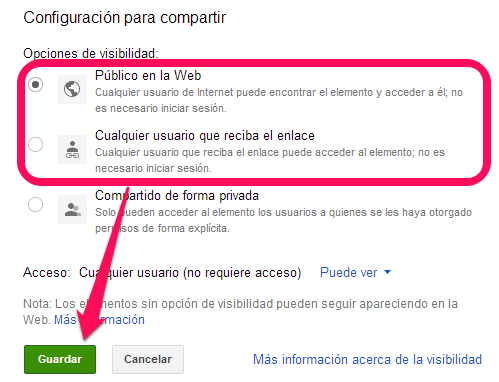 Configuración para compartir
Opciones de visibilidad:
Público en la Web
Cualquier usuario de Internet puede encontrar el elemento y acceder a él; no
es necesario iniciar sesión.
Cualquier usuario que reciba el enlace
Cualquier usuario que reciba el enlace puede acceder al elemento; no es
necesario iniciar sesión.
Compartido de forma privada
Solo pueden acceder al elemento los usuarios a quienes se les haya otorgado
permisos de forma explícita.
Acceso: Cualquier usuario (no requiere acceso) Puede ver
Nota: Los elementos sin opción de visibilidad pueden seguir apareciendo en la
Web. Más información
Guardar Cancelar Más información acerca de la visibilidad